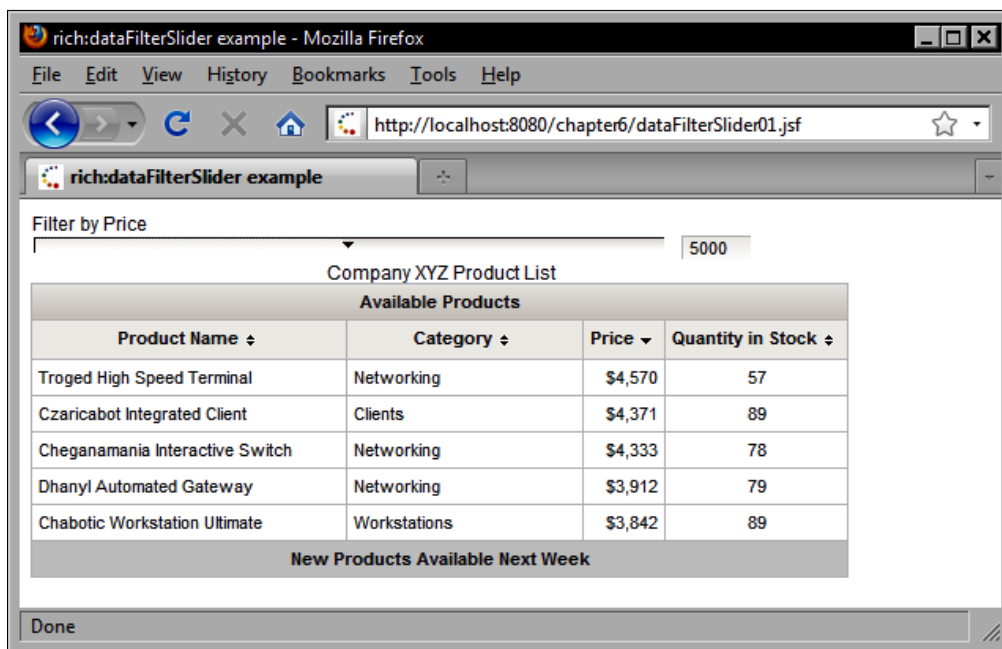 rich:dataFilterSlider example - Mozilla Firefox
File Edit View History Bookmarks Tools Help
http://localhost:8080/chapter6/dataFilterSlider01.jsf
rich:dataFilterSlider example
Filter by Price
5000
Company XYZ Product List
Available Products
Product Name Category Price Quantity in Stock
Troged High Speed Terminal Networking $4,570 57
Czaricabot Integrated Client Clients $4,371 89
Cheganamania Interactive Switch Networking $4,333 78
Dhanyl Automated Gateway Networking $3,912 79
Chabotic Workstation Ultimate Workstations $3,842 89
New Products Available Next Week
Done